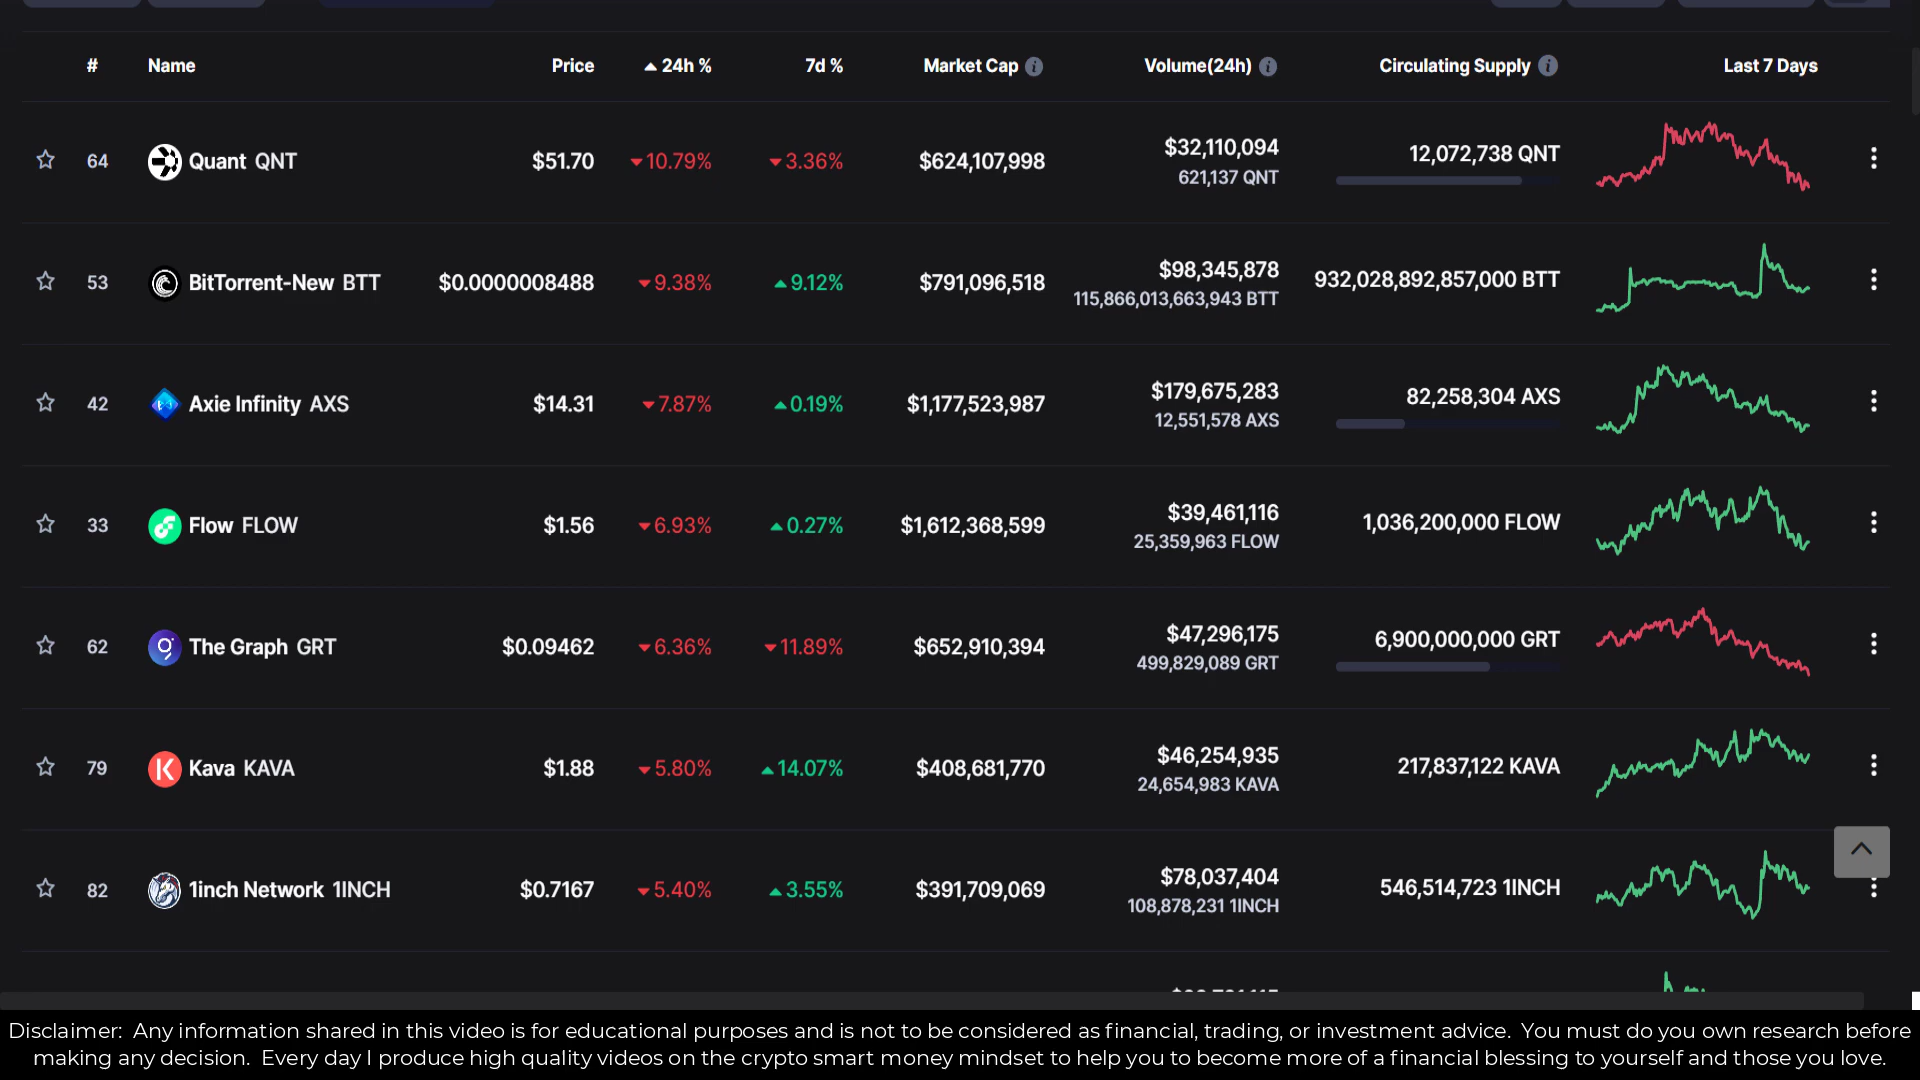 # Name Price 24h % 7d % Market Cap Volume(24h) Circulating Supply Last 7 Days
64 Quant QNT $51.70 10.79% 3.36% $624,107,998 $32,110,094 12,072,738 QNT
621,137 QNT
53 BitTorrent-New BTT $0.0000008488 9.38% 9.12% $791,096,518 $98,345,878 932,028,892,857,000 BTT
115,866,013,663,943 BTT
42 Axie Infinity AXS $14.31 7.87% 0.19% $1,177,523,987 $179,675,283 82,258,304 AXS
12,551,578 AXS
33 Flow FLOW $1.56 6.93% 0.27% $1,612,368,599 $39,461,116 1,036,200,000 FLOW
25,359,963 FLOW
62 The Graph GRT $0.09462 6.36% 11.89% $652,910,394 $47,296,175 6,900,000,000 GRT
499,829,089 GRT
79 Kava KAVA $1.88 5.80% 14.07% $408,681,770 $46,254,935 217,837,122 KAVA
24,654,983 KAVA
82 1inch Network 1INCH $0.7167 5.40% 3.55% $391,709,069 $78,037,404 546,514,723 1INCH
108,878,231 1INCH
Disclaimer: Any information shared in this video is for educational purposes and is not to be considered as financial, trading, or investment advice. You must do you own research before
making any decision. Every day I produce high quality videos on the crypto smart money mindset to help you to become more of a financial blessing to yourself and those you love.